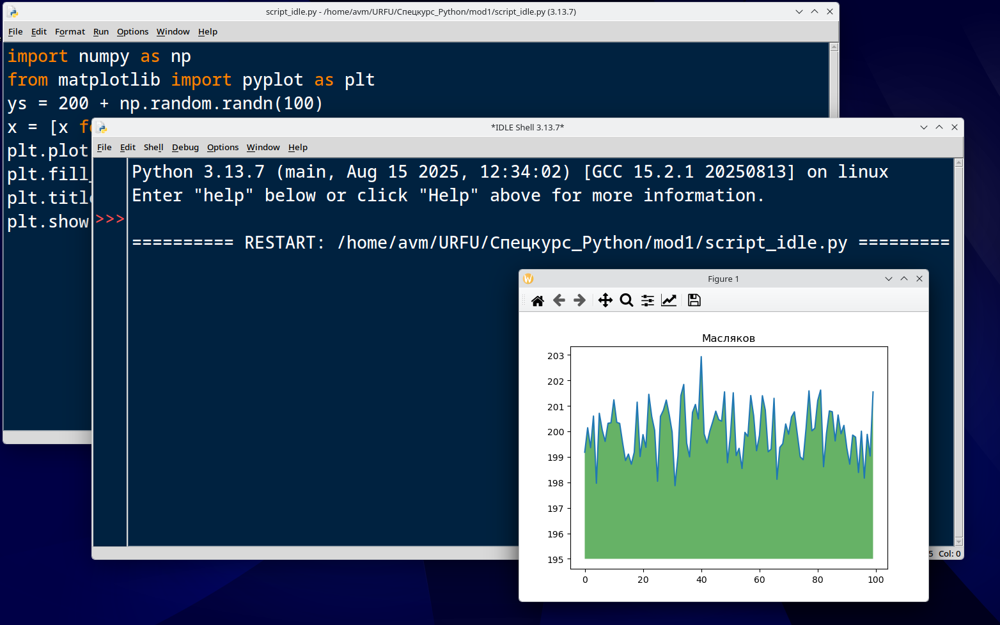 script_idle.py - /home/avm/URFU/Спецкурс_Python/mod1/script_idle.py (3.13.7)
File Edit Format Run Options Window Help
import numpy as np
from matplotlib import pyplot as plt
ys = 200 + np.random.randn(100)
x = [x
plt.plot
plt.fill_
plt.title
plt.show
*IDLE Shell 3.13.7*
File Edit Shell Debug Options Window Help
Python 3.13.7 (main, Aug 15 2025, 12:34:02) [GCC 15.2.1 20250813] on linux
Enter "help" below or click "Help" above for more information.
>>>
========== RESTART: /home/avm/URFU/Спецкурс_Python/mod1/script_idle.py =========
Figure 1
Масляков
203
202
201
200
199
198
197
196
195
0 20 40 60 80 100
5 Col: 0